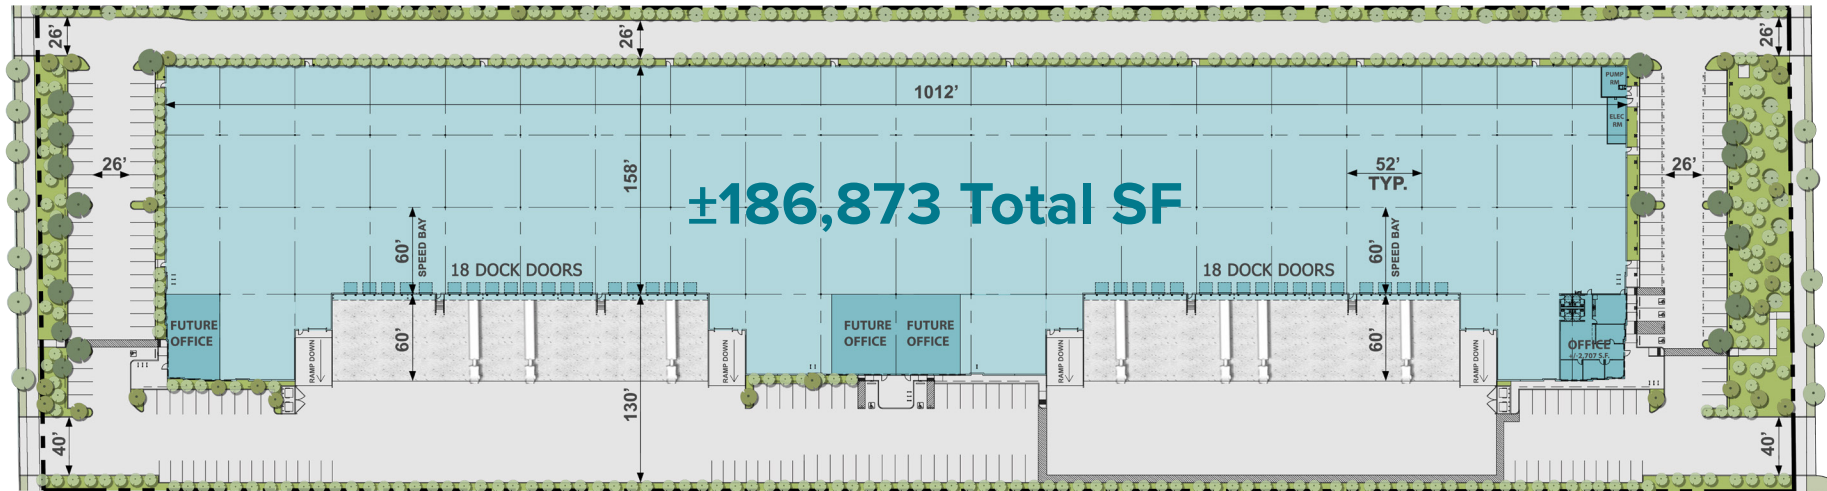 26’
26’
26’
PUMP
RM
1012’
ELEC
RM
26’
158’
52’
TYP.
26’
±186,873 Total SF
60’
SPEED BAY
60’
SPEED BAY
18 DOCK DOORS
18 DOCK DOORS
FUTURE
OFFICE
FUTURE
OFFICE
FUTURE
OFFICE
60’
60’
OFFICE
+/-2,707 S.F.
RAMP DOWN
RAMP DOWN
RAMP DOWN
RAMP DOWN
130’
40’
40’